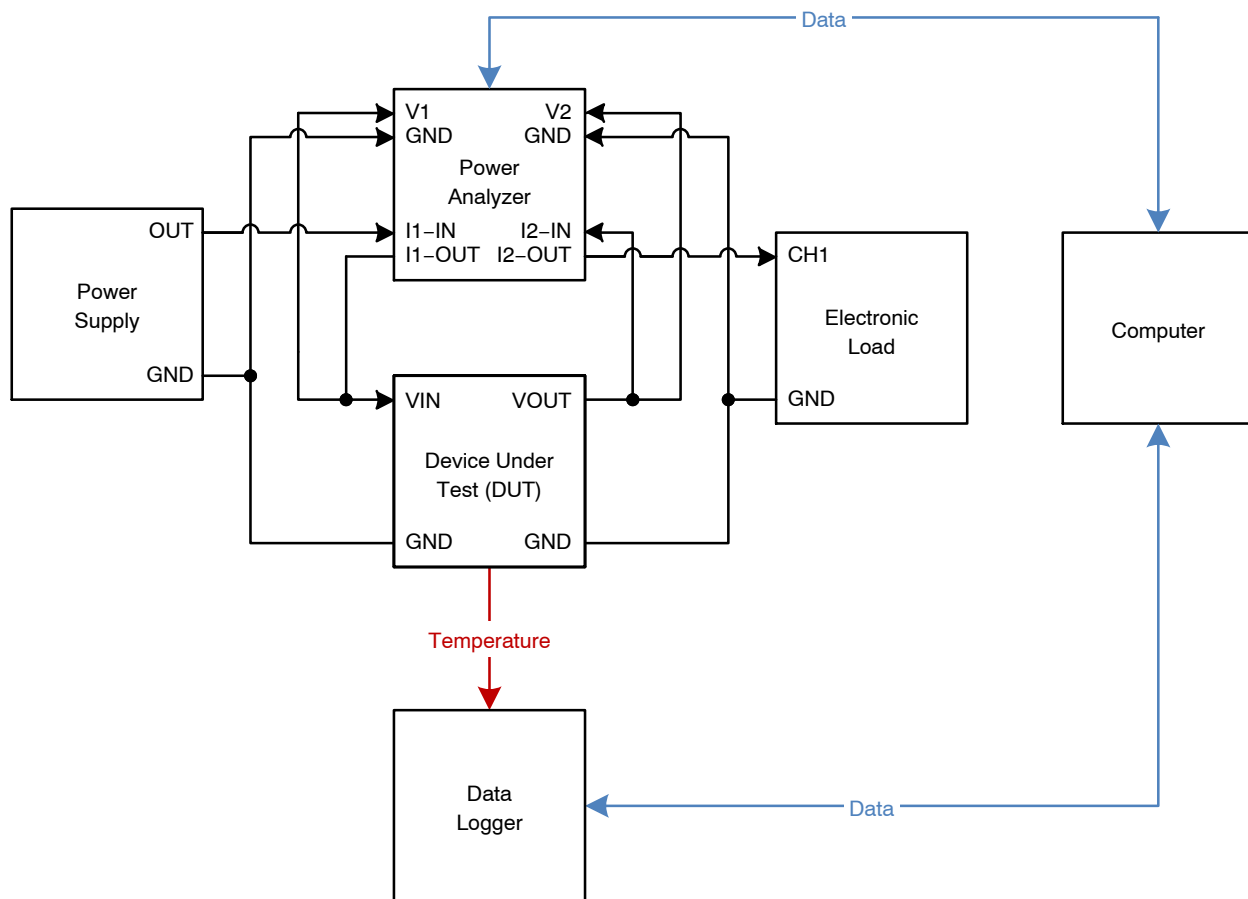 Data
V1
V2
GND
GND
Power
Analyzer
I1−IN
I2−IN
I1−OUT
I2−OUT
OUT
Power
Supply
GND
CH1
Electronic
Load
GND
Computer
VIN
VOUT
Device Under
Test (DUT)
GND
GND
Temperature
Data
Logger
Data